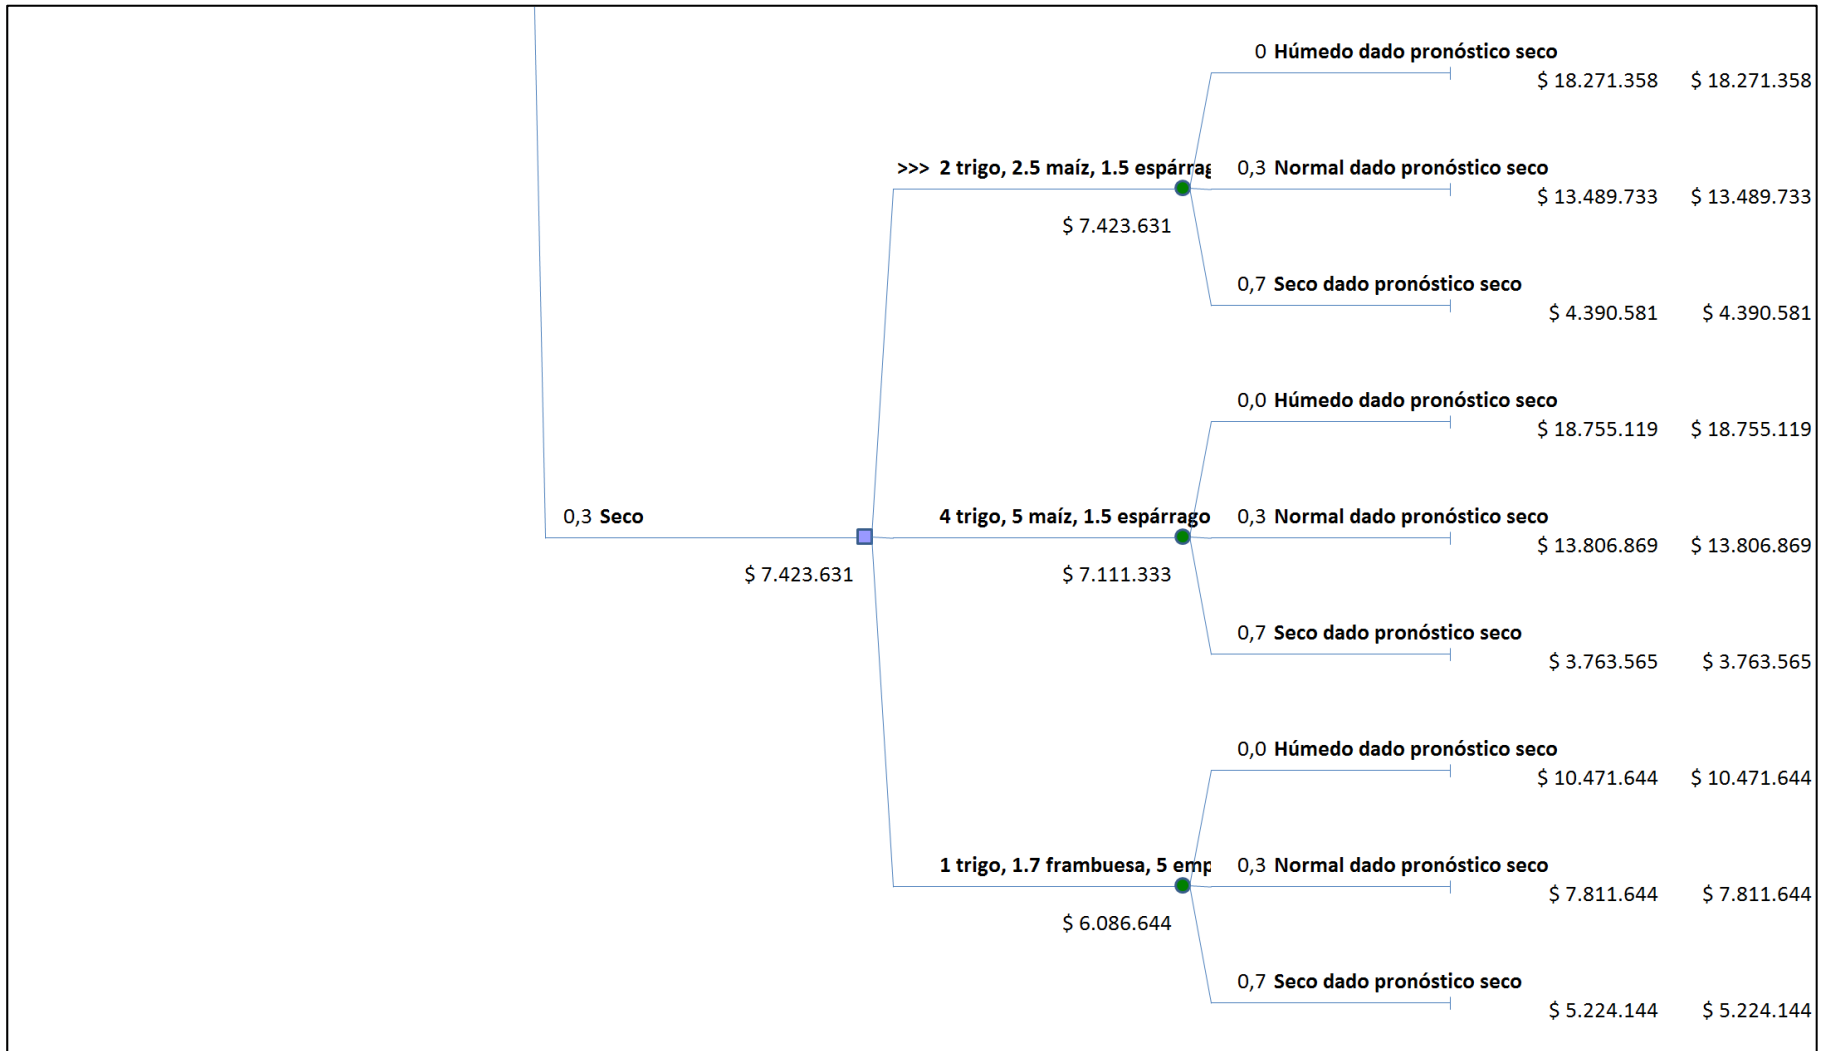 0 Húmedo dado pronóstico seco
$ 18.271.358 $ 18.271.358
>>> 2 trigo, 2.5 maíz, 1.5 espárrag 0,3 Normal dado pronóstico seco
$ 13.489.733 $ 13.489.733
$ 7.423.631
0,7 Seco dado pronóstico seco
$ 4.390.581 $ 4.390.581
0,0 Húmedo dado pronóstico seco
$ 18.755.119 $ 18.755.119
0,3 Seco 4 trigo, 5 maíz, 1.5 espárrago 0,3 Normal dado pronóstico seco
$ 13.806.869 $ 13.806.869
$ 7.423.631 $ 7.111.333
0,7 Seco dado pronóstico seco
$ 3.763.565 $ 3.763.565
0,0 Húmedo dado pronóstico seco
$ 10.471.644 $ 10.471.644
1 trigo, 1.7 frambuesa, 5 emp 0,3 Normal dado pronóstico seco
$ 7.811.644 $ 7.811.644
$ 6.086.644
0,7 Seco dado pronóstico seco
$ 5.224.144 $ 5.224.144